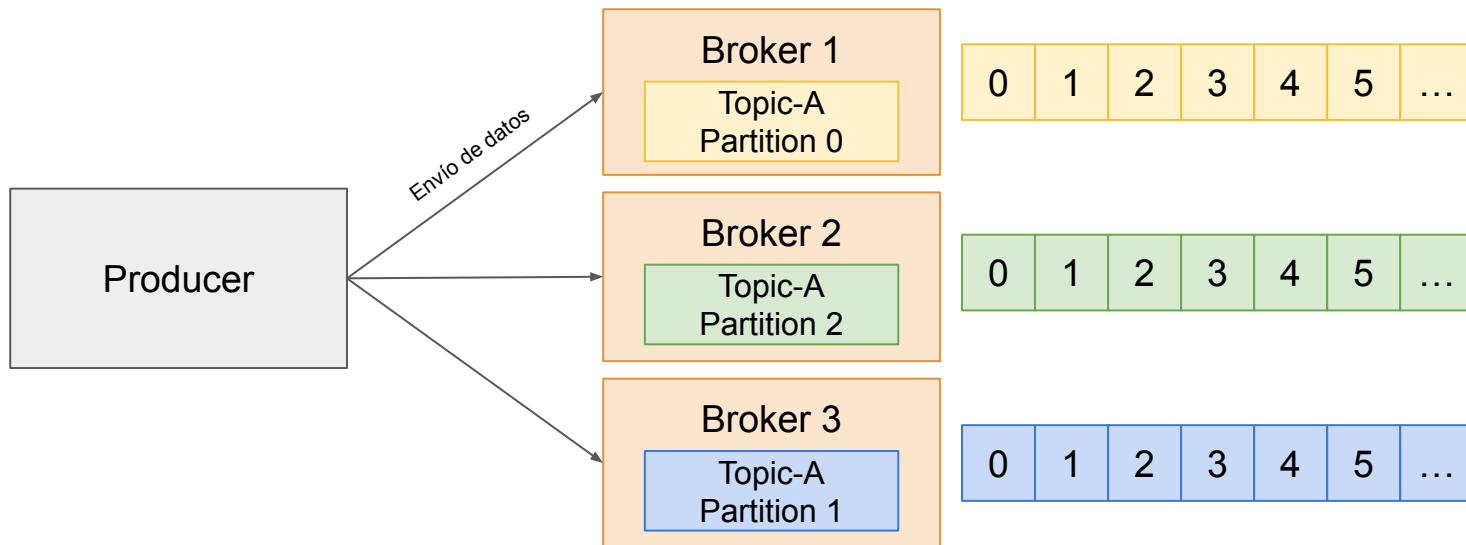 Producer
Envío de datos
Broker 1
Topic-A
Partition 0
0 1 2 3 4 5 …
Broker 2
Topic-A
Partition 2
0 1 2 3 4 5 …
Broker 3
Topic-A
Partition 1
0 1 2 3 4 5 …